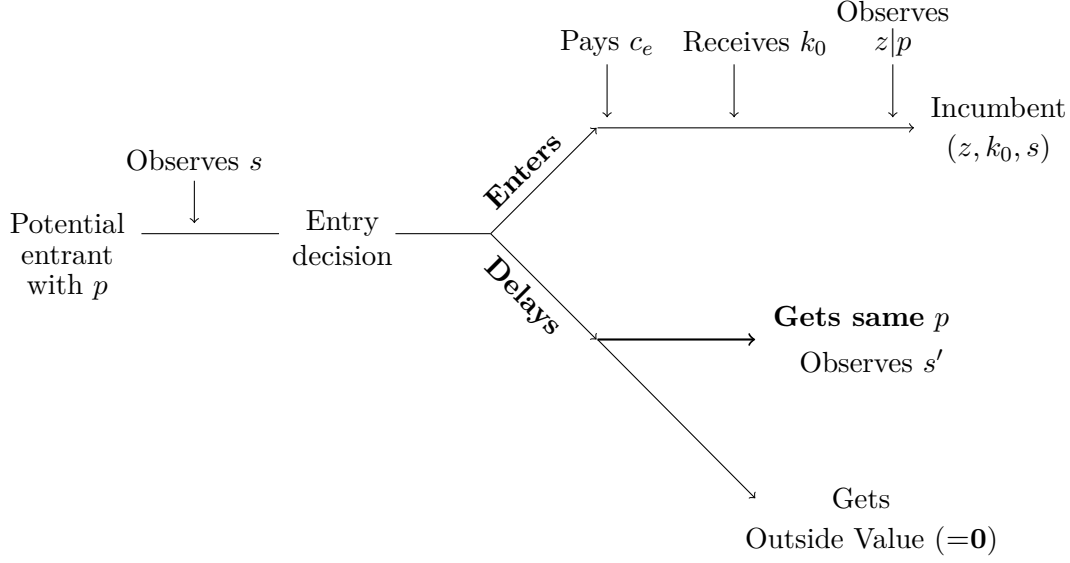 Observes
Pays c_e
Receives k_0
z|p
Incumbent
(z, k_0, s)
Enters
Observes s
Potential
entrant
with p
Entry
decision
Delays
Gets same p
Observes s′
Gets
Outside Value (=0)